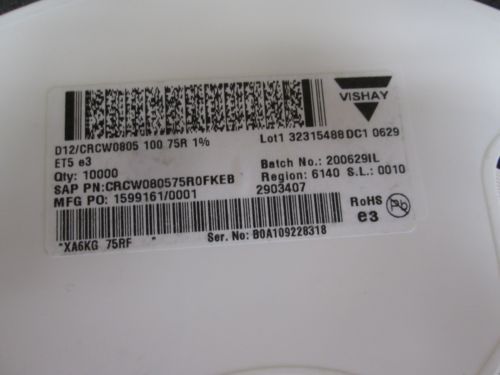 VISHAY
D12/CRCW0805 100 75R 1%
Lot1 32315488 DC1 0629
ET5 e3
Qty: 10000
Batch No.: 200629IL
SAP PN:CRCW080575R0FKEB
Region: 6140 S.L.: 0010
MFG PO: 1599161/0001
2903407
RoHS
e3
Pb
*XA6KG 75RF
Ser. No: B0A109228318